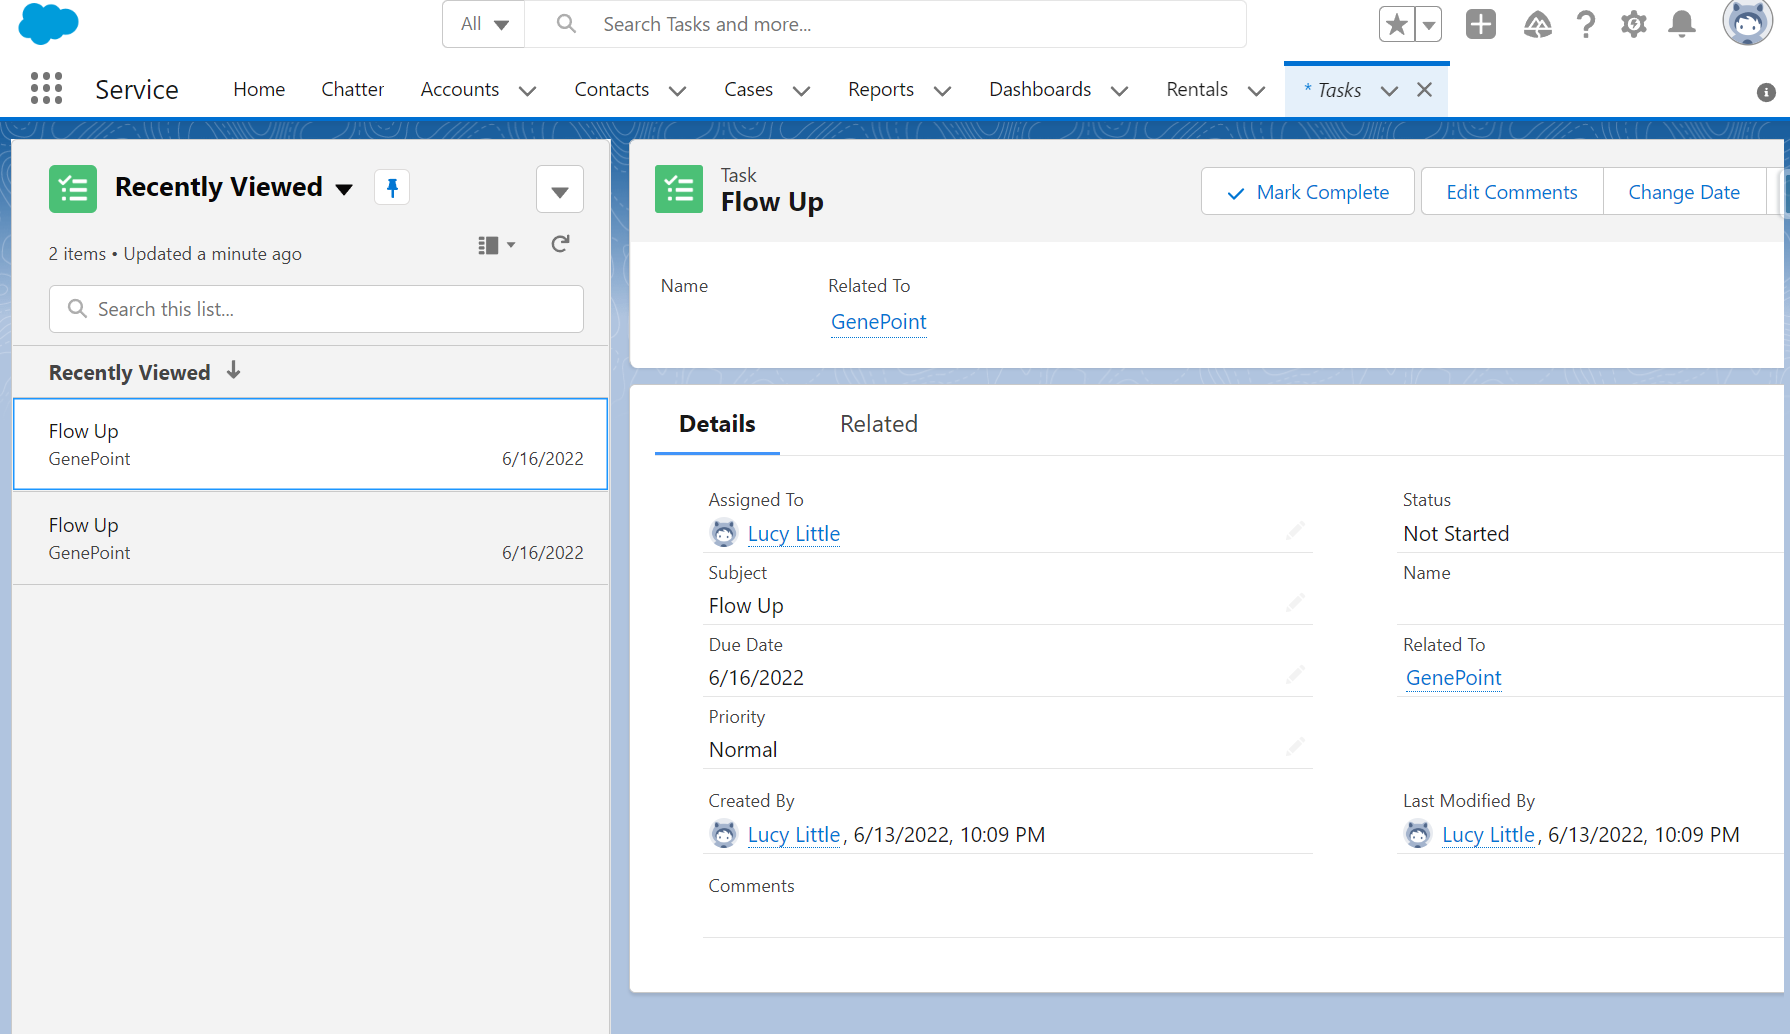 All
Search Tasks and more...
Service
Home
Chatter
Accounts
Contacts
Cases
Reports
Dashboards
Rentals
* Tasks
Recently Viewed
2 items • Updated a minute ago
Search this list...
Recently Viewed
Flow Up
GenePoint 6/16/2022
Flow Up
GenePoint 6/16/2022
Task
Flow Up
Mark Complete
Edit Comments
Change Date
Name
Related To
GenePoint
Details
Related
Assigned To
Lucy Little
Status
Not Started
Subject
Flow Up
Name
Due Date
6/16/2022
Related To
GenePoint
Priority
Normal
Created By
Lucy Little, 6/13/2022, 10:09 PM
Last Modified By
Lucy Little, 6/13/2022, 10:09 PM
Comments